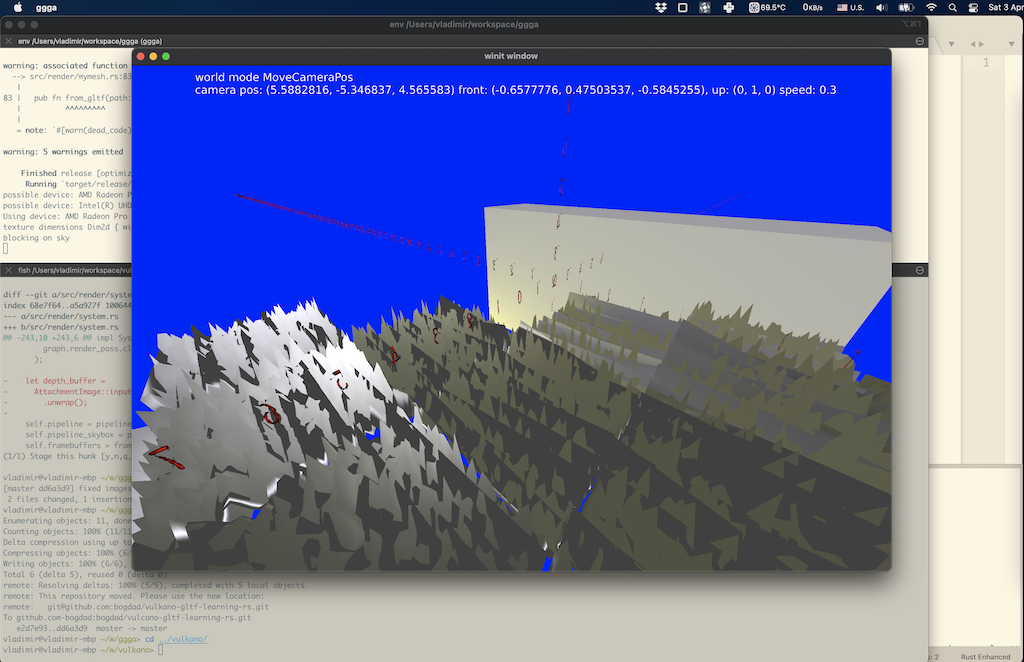 ggga
69.5°C
0KB/s
U.S.
Sat 3 Apr
env /Users/vladimir/workspace/ggga
⌥⌘1
env /Users/vladimir/workspace/ggga (ggga)
winit window
warning: associated function
--> src/render/mymesh.rs:83
|
83 | pub fn from_gltf(path:
| ^^^^^^^^^
|
= note: `#[warn(dead_code)
warning: 5 warnings emitted
Finished release [optimiz
Running `target/release/
possible device: AMD Radeon P
possible device: Intel(R) UHD
Using device: AMD Radeon Pro
texture dimensions Dim2d { wi
blocking on sky
world mode MoveCameraPos
camera pos: (5.5882816, -5.346837, 4.565583) front: (-0.6577776, 0.47503537, -0.5845255), up: (0, 1, 0) speed: 0.3
1
fish /Users/vladimir/workspace/vul
diff --git a/src/render/syste
index 68e7f64..a5a927f 100644
--- a/src/render/system.rs
+++ b/src/render/system.rs
@@ -243,10 +243,6 @@ impl Sys
graph.render_pass.cl
);
- let depth_buffer =
- AttachmentImage::input
- .unwrap();
-
self.pipeline = pipeline
self.pipeline_skybox = p
self.framebuffers = fram
(1/1) Stage this hunk [y,n,q,
vladimir@vladimir-mbp ~/w/ggg
[master dd6a3d9] fixed images
2 files changed, 1 insertion
vladimir@vladimir-mbp ~/w/ggg
Enumerating objects: 11, done
Counting objects: 100% (11/11
Delta compression using up to
Compressing objects: 100% (6/
Writing objects: 100% (6/6),
Total 6 (delta 5), reused 0 (delta 0)
remote: Resolving deltas: 100% (5/5), completed with 5 local objects.
remote: This repository moved. Please use the new location:
remote: git@github.com:bogdad/vulkano-gltf-learning-rs.git
To github.com-bogdad:bogdad/vulcano-gltf-learning-rs.git
e2d7e93..dd6a3d9 master -> master
vladimir@vladimir-mbp ~/w/ggga> cd ../vulkano/
vladimir@vladimir-mbp ~/w/vulkano>
: 2
Rust Enhanced